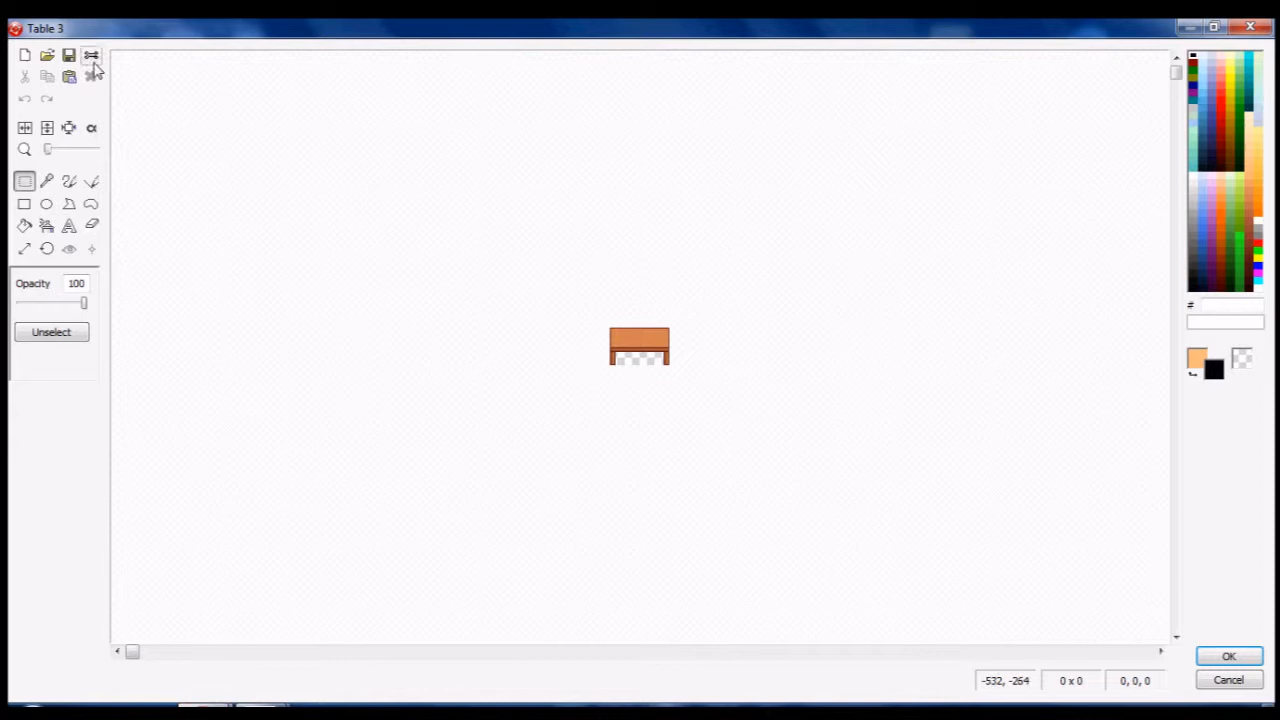 Table 3
Opacity 100
Unselect
#
OK
Cancel
-532, -264
0 x 0
0, 0, 0